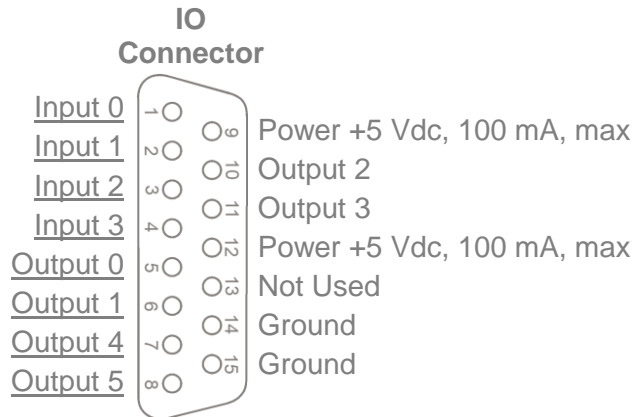 IO
Connector
Input 0
Input 1
Input 2
Input 3
Output 0
Output 1
Output 4
Output 5
1
2
3
4
5
6
7
8
9
10
11
12
13
14
15
Power +5 Vdc, 100 mA, max
Output 2
Output 3
Power +5 Vdc, 100 mA, max
Not Used
Ground
Ground